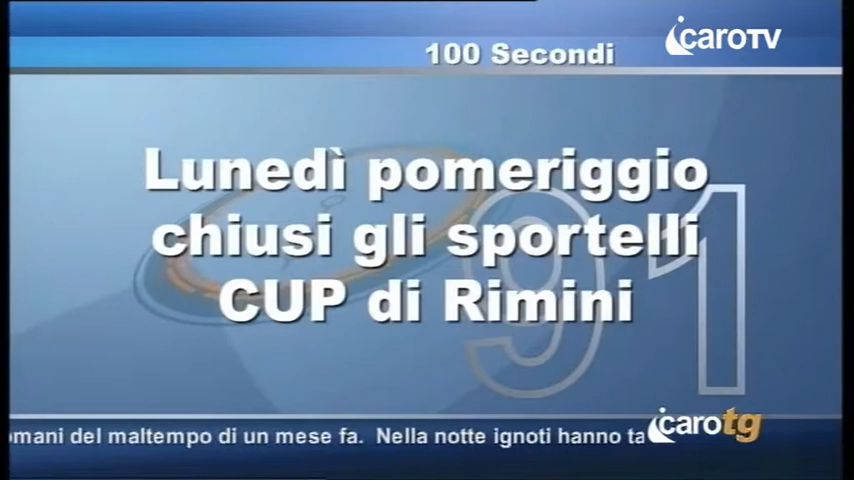 icaroTV
100 Secondi
Lunedì pomeriggio
chiusi gli sportelli
CUP di Rimini
91
omani del maltempo di un mese fa. Nella notte ignoti hanno ta
icarotg